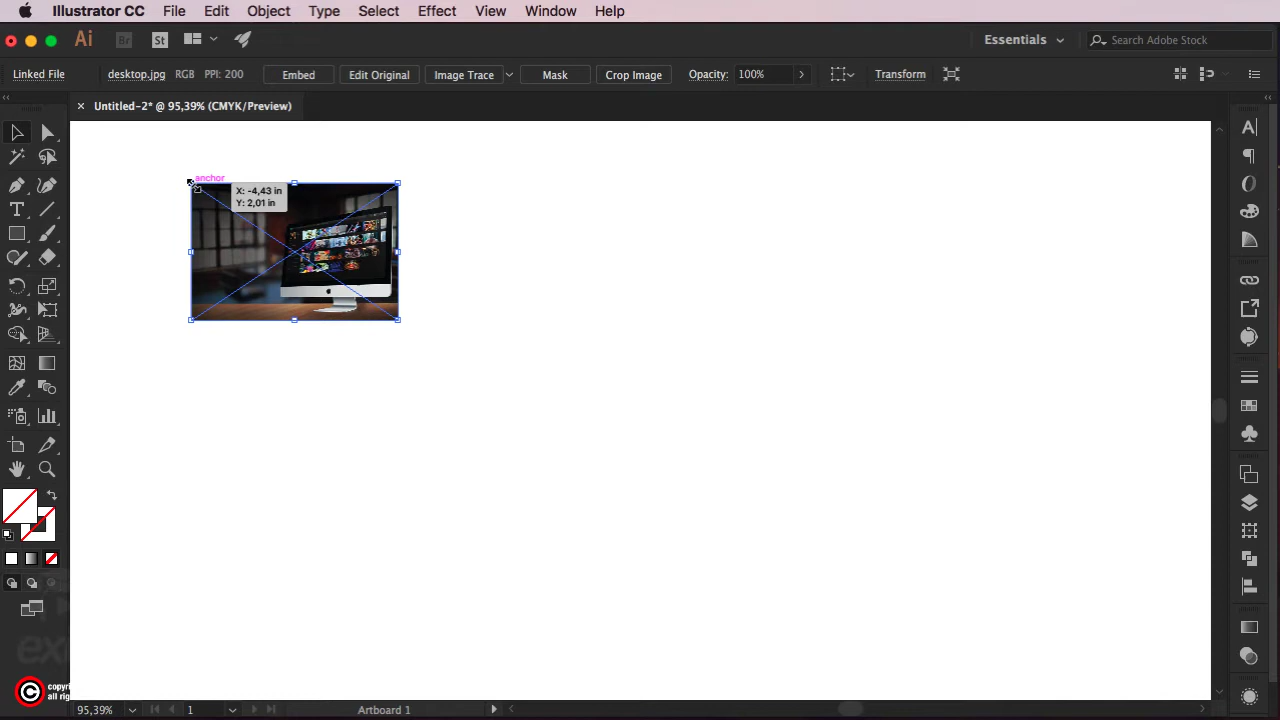 Illustrator CC File Edit Object Type Select Effect View Window Help
Ai Br St Essentials Search Adobe Stock
Linked File desktop.jpg RGB PPI: 200 Embed Edit Original Image Trace Mask Crop Image Opacity: 100% Transform
× Untitled-2* @ 95,39% (CMYK/Preview)
anchor
X: -4,43 in
Y: 2,01 in
95,39% 1 Artboard 1